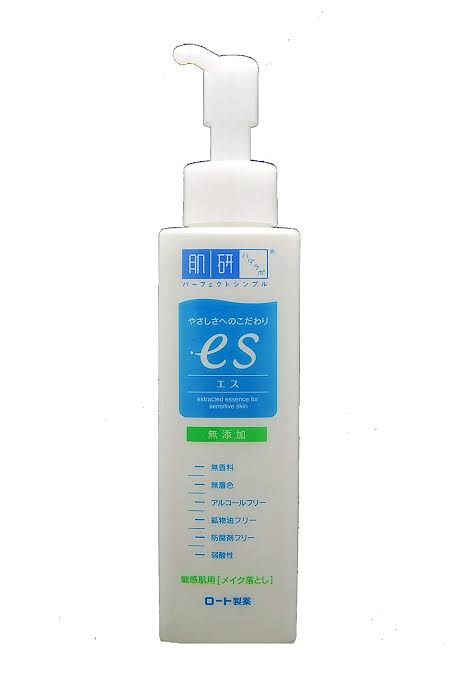 肌研 ハダラボ ®
パーフェクトシンプル
やさしさへのこだわり
es
エス
extracted essence for
sensitive skin
無添加
無香料
無着色
アルコールフリー
鉱物油フリー
防腐剤フリー
弱酸性
敏感肌用[メイク落とし]
ロート製薬